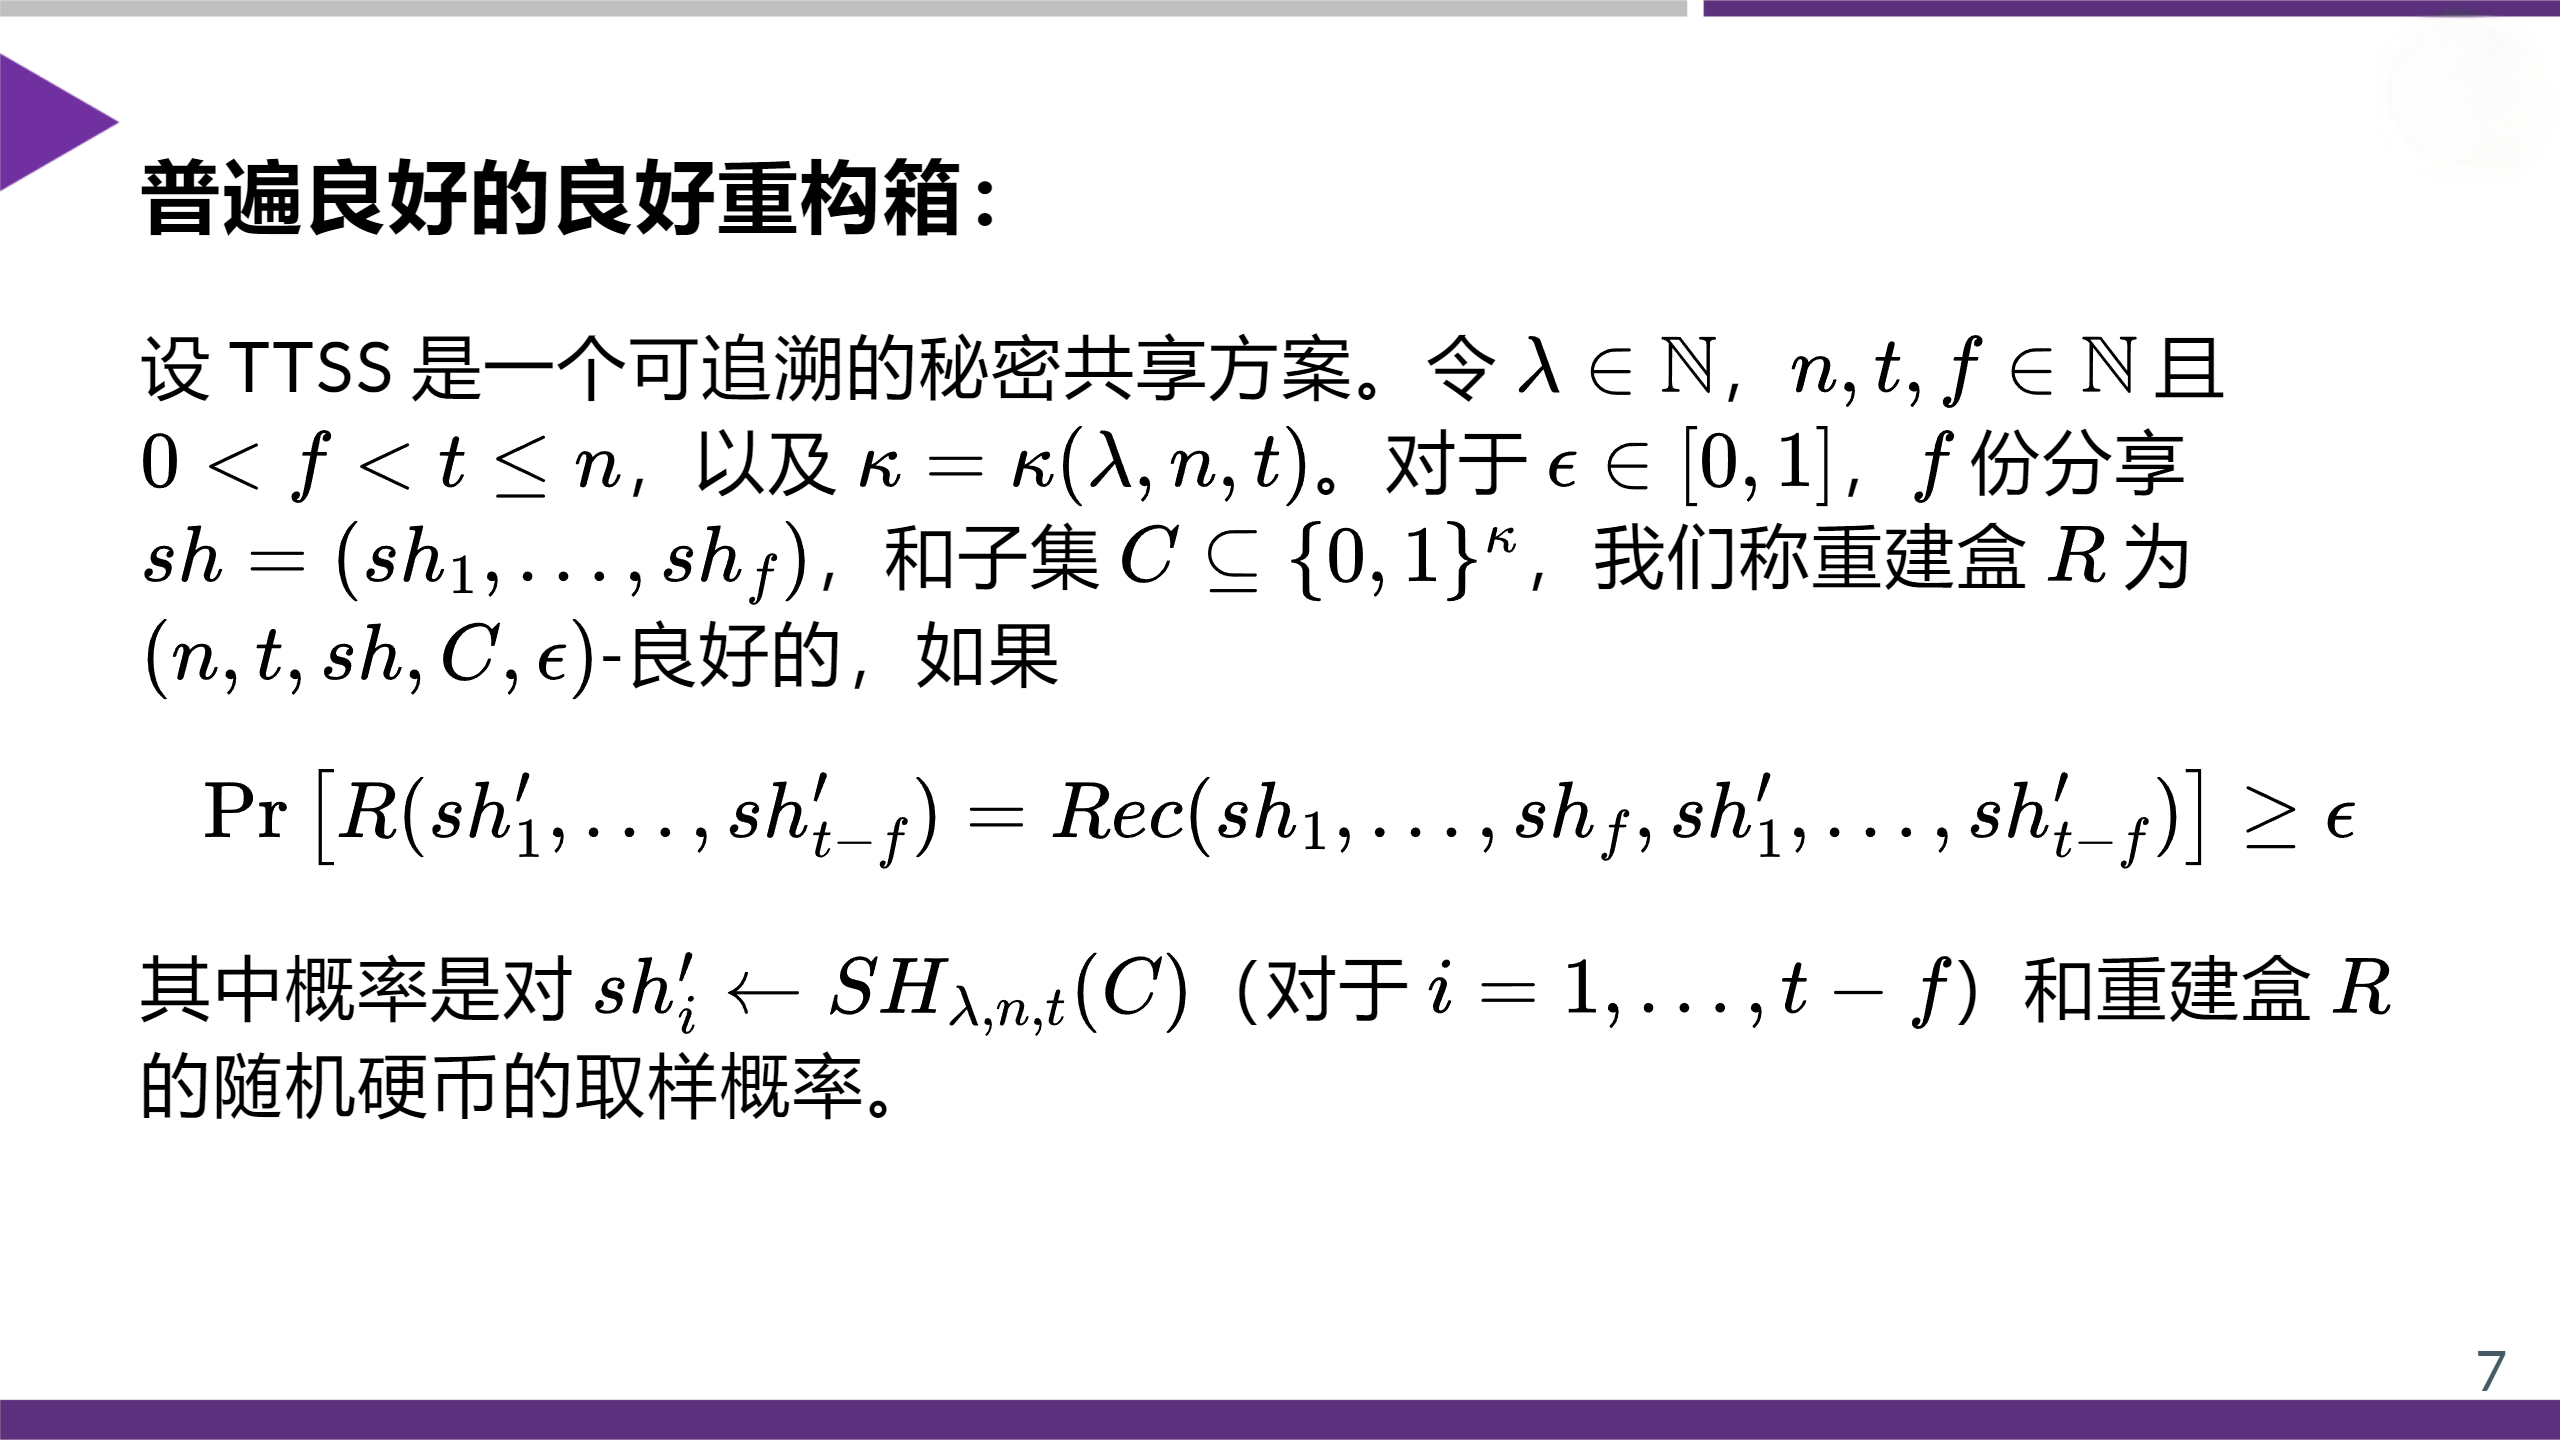 普遍良好的良好重构箱：
设 TTSS 是一个可追溯的秘密共享方案。令 λ ∈ ℕ，n, t, f ∈ ℕ 且
0 < f < t ≤ n，以及 κ = κ(λ, n, t)。对于 ϵ ∈ [0, 1]，f 份分享
sh = (sh₁, . . . , sh_f)，和子集 C ⊆ {0, 1}^κ，我们称重建盒 R 为
(n, t, sh, C, ϵ)-良好的，如果
Pr [R(sh′₁, . . . , sh′_{t−f}) = Rec(sh₁, . . . , sh_f, sh′₁, . . . , sh′_{t−f})] ≥ ϵ
其中概率是对 sh′_i ← SH_{λ,n,t}(C)（对于 i = 1, . . . , t − f）和重建盒 R
的随机硬币的取样概率。
7